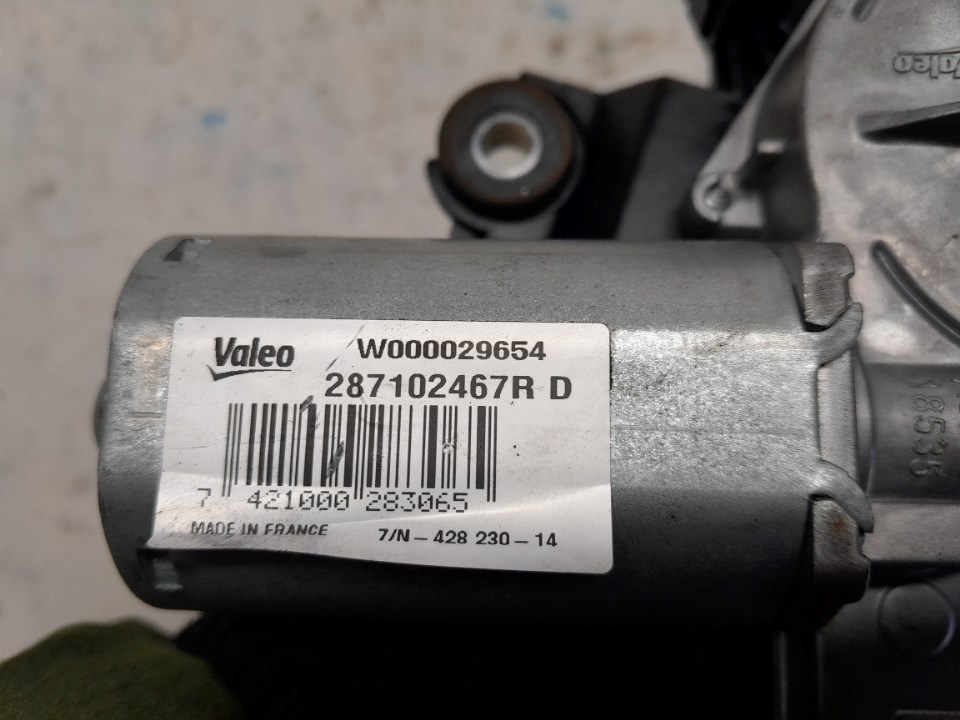 Valeo
Valeo W000029654
287102467R D
7 421000 283065
MADE IN FRANCE 7/N-428 230-14
18535